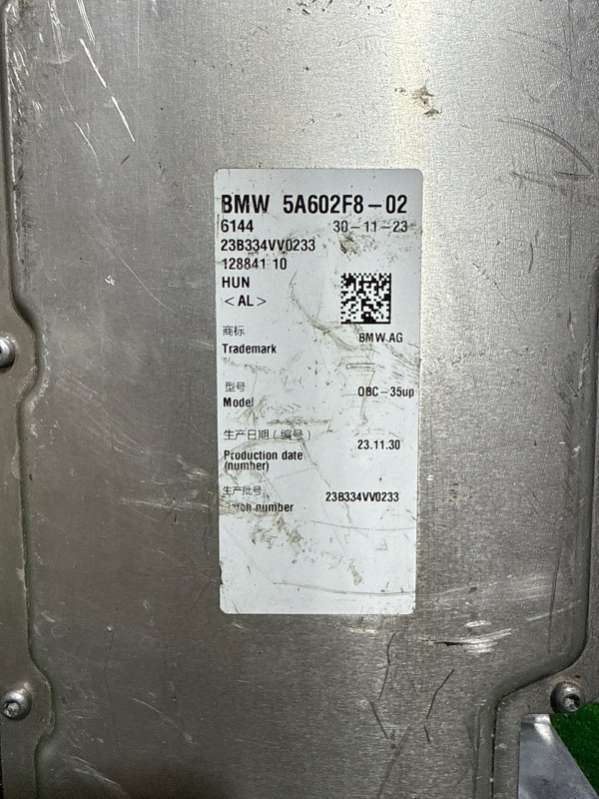 BMW 5A602F8-02
6144 30-11-23
23B334VV0233
128841 10
HUN
<AL>
BMW AG
商标
Trademark
型号
Model OBC-35up
生产日期(编号)
Production date 23.11.30
(number)
生产批号
Batch number 23B334VV0233